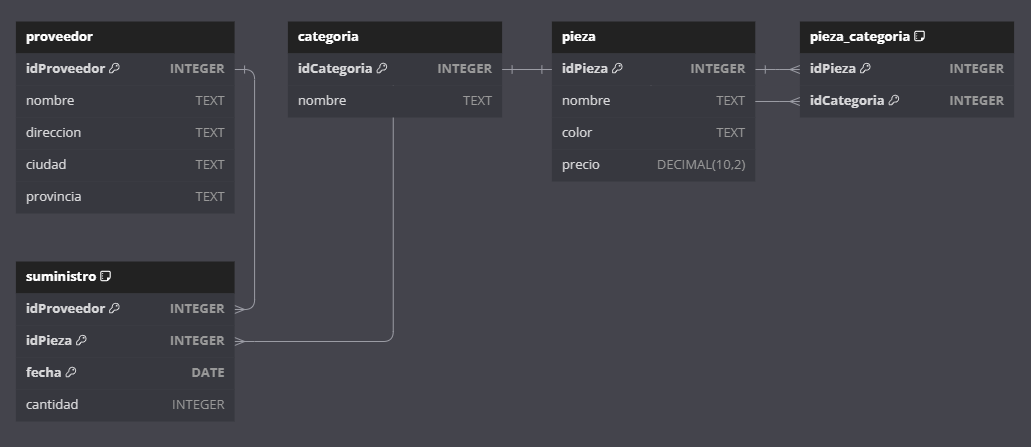 proveedor
idProveedor INTEGER
nombre TEXT
direccion TEXT
ciudad TEXT
provincia TEXT
categoria
idCategoria INTEGER
nombre TEXT
pieza
idPieza INTEGER
nombre TEXT
color TEXT
precio DECIMAL(10,2)
pieza_categoria
idPieza INTEGER
idCategoria INTEGER
suministro
idProveedor INTEGER
idPieza INTEGER
fecha DATE
cantidad INTEGER